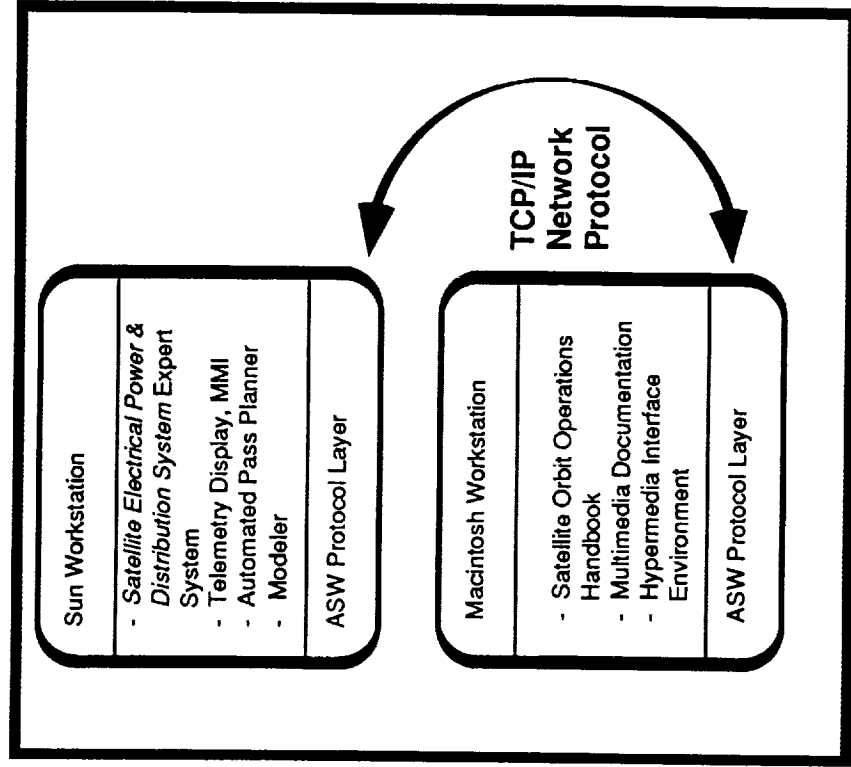 Sun Workstation
- Satellite Electrical Power &
Distribution System Expert
System
- Telemetry Display, MMI
- Automated Pass Planner
- Modeler
ASW Protocol Layer
Macintosh Workstation
- Satellite Orbit Operations
Handbook
- Multimedia Documentation
- Hypermedia Interface
Environment
ASW Protocol Layer
TCP/IP
Network
Protocol